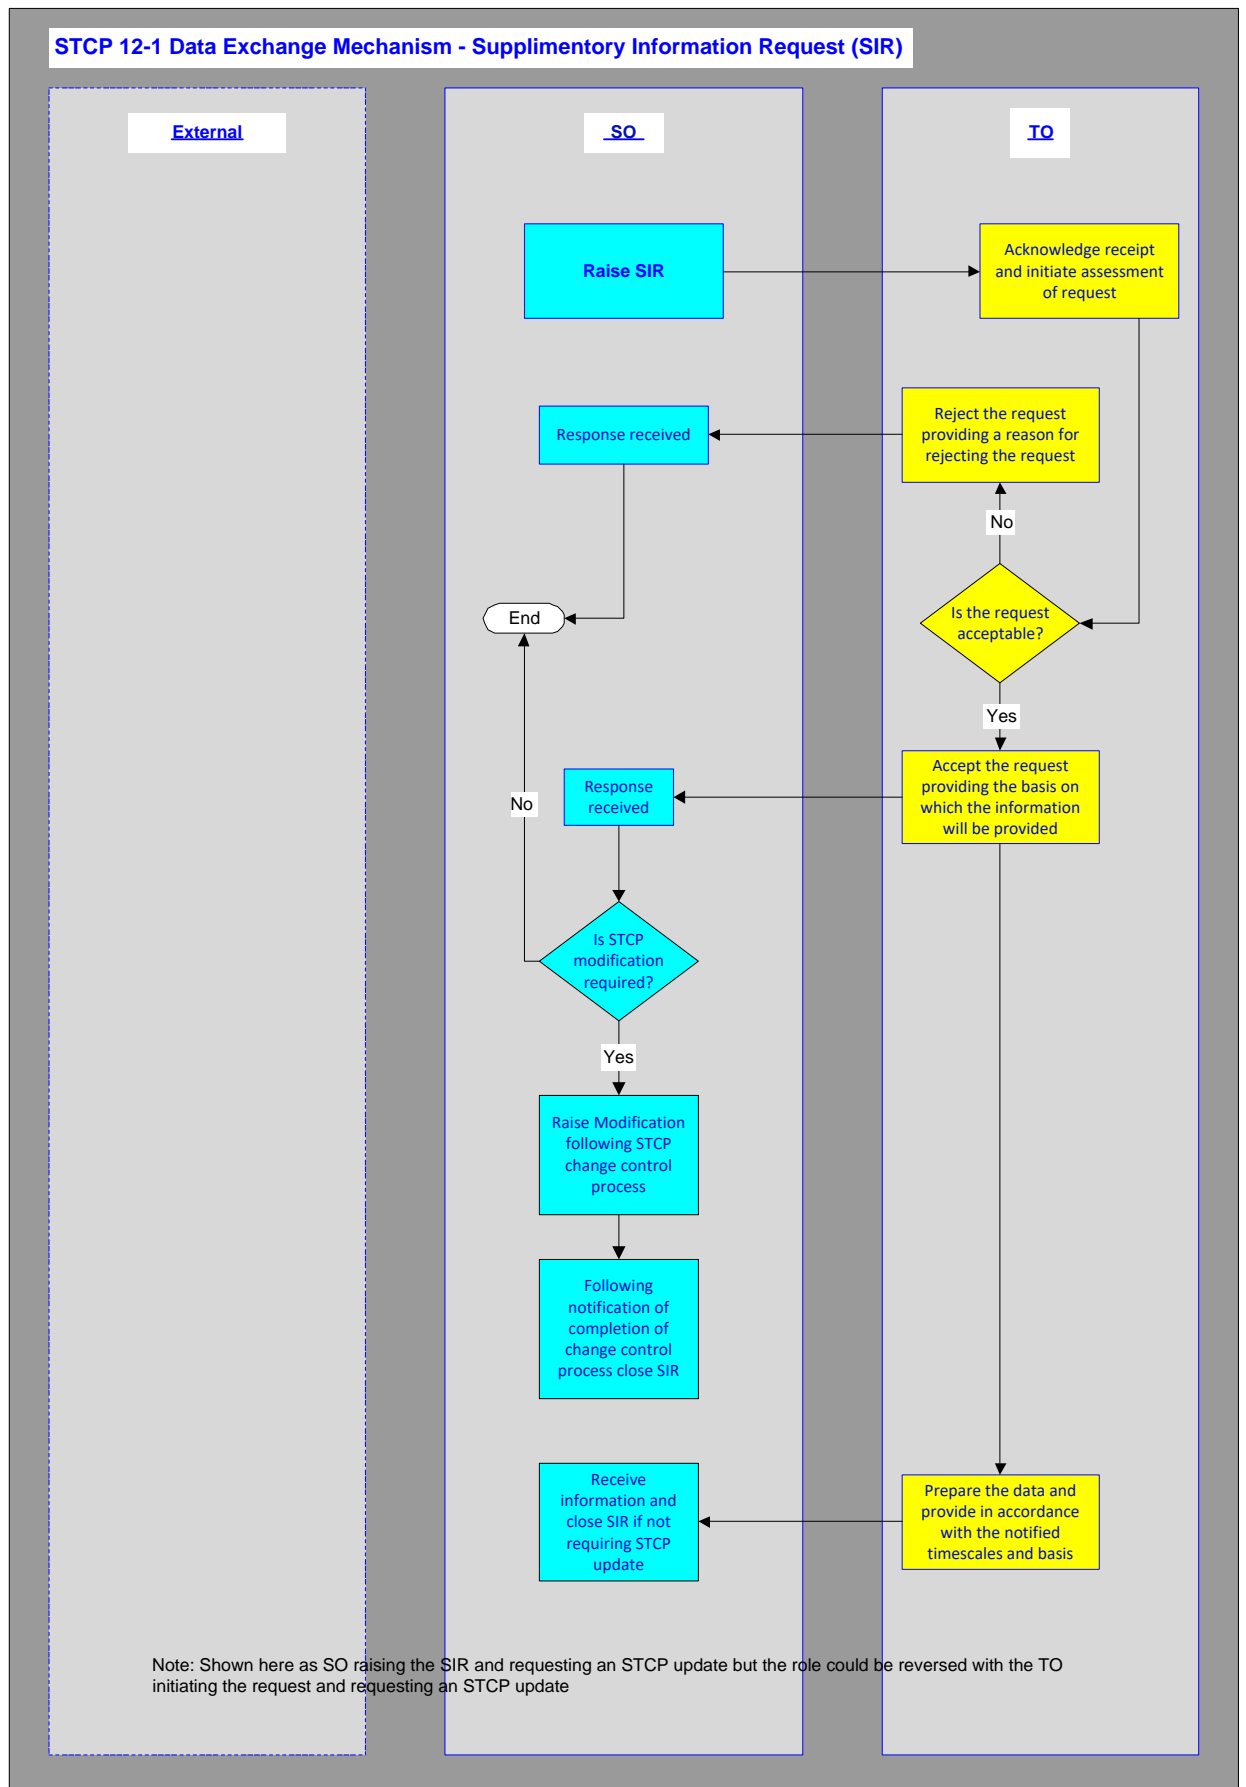 STCP 12-1 Data Exchange Mechanism - Supplimentory Information Request (SIR)
External
SO
TO
Raise SIR
Acknowledge receipt
and initiate assessment
of request
Response received
Reject the request
providing a reason for
rejecting the request
No
End
Is the request
acceptable?
Yes
Response
received
Accept the request
providing the basis on
which the information
will be provided
No
Is STCP
modification
required?
Yes
Raise Modification
following STCP
change control
process
Following
notification of
completion of
change control
process close SIR
Receive
information and
close SIR if not
requiring STCP
update
Prepare the data and
provide in accordance
with the notified
timescales and basis
Note: Shown here as SO raising the SIR and requesting an STCP update but the role could be reversed with the TO
initiating the request and requesting an STCP update